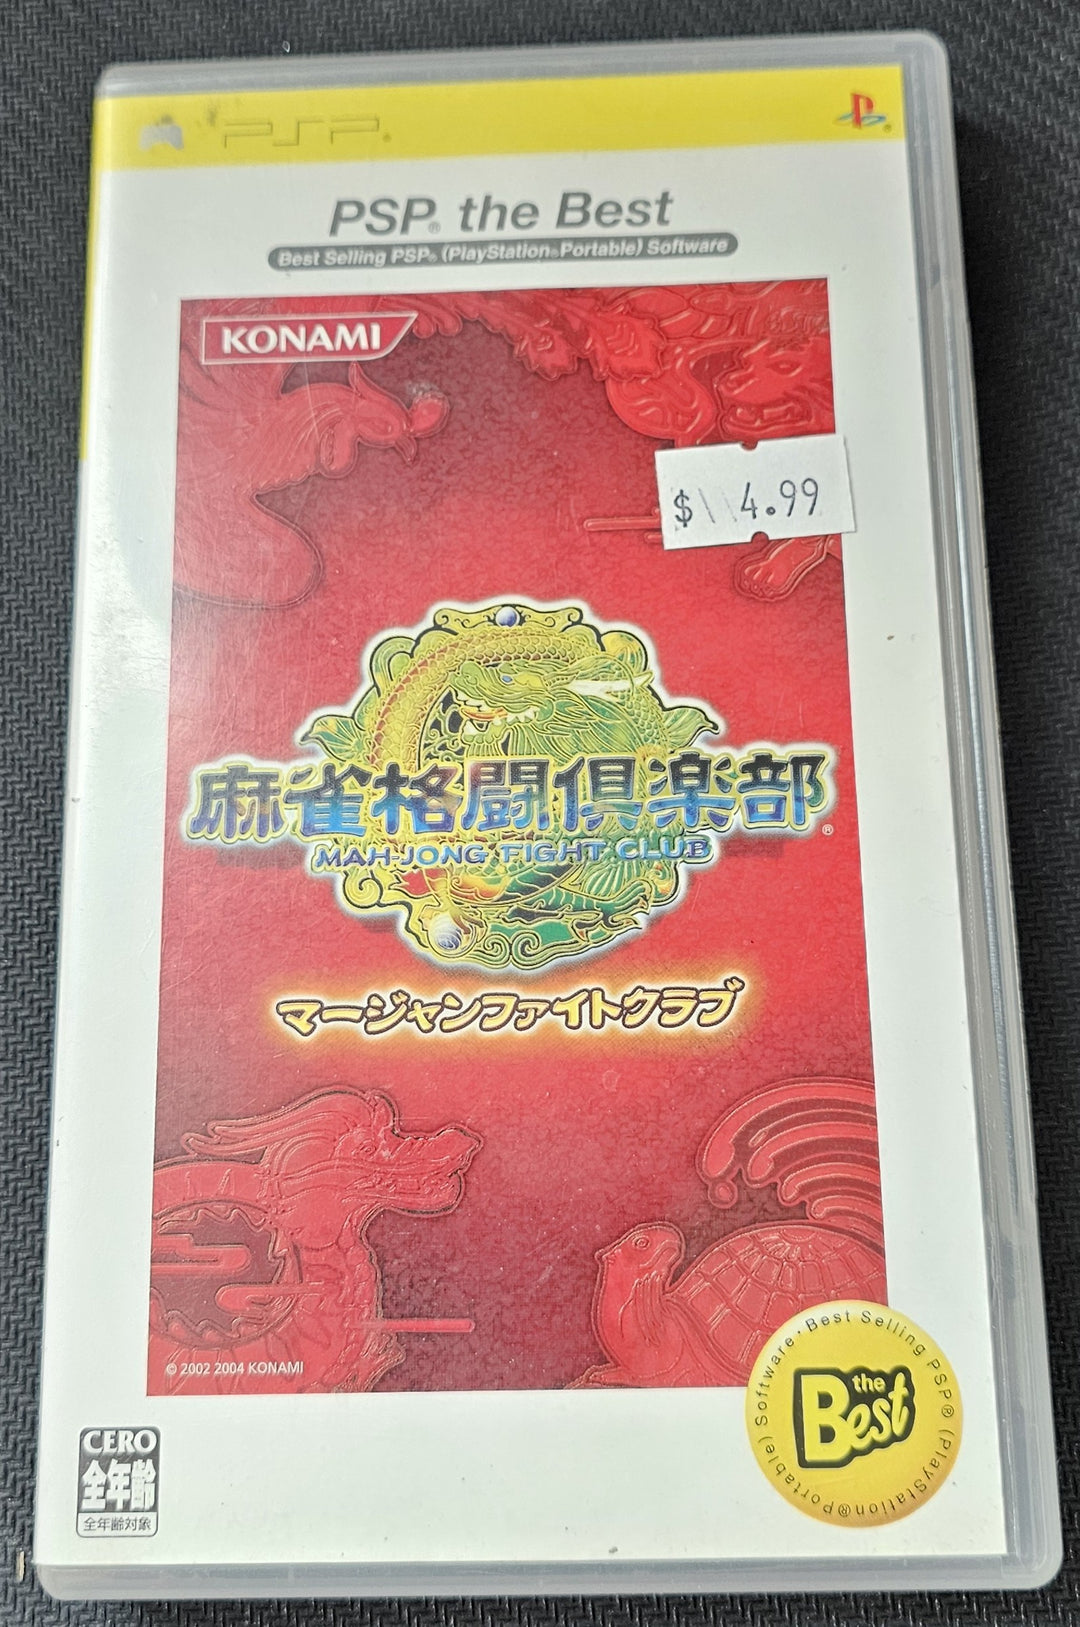 PSP®
PSP® the Best
Best Selling PSP® (PlayStation®Portable) Software
KONAMI
$ 4.99
麻雀格闘倶楽部®
MAH-JONG FIGHT CLUB
マージャンファイトクラブ
© 2002 2004 KONAMI
Best Selling PSP® (PlayStation®Portable) Software
the
Best
CERO
全年齢
全年齢対象